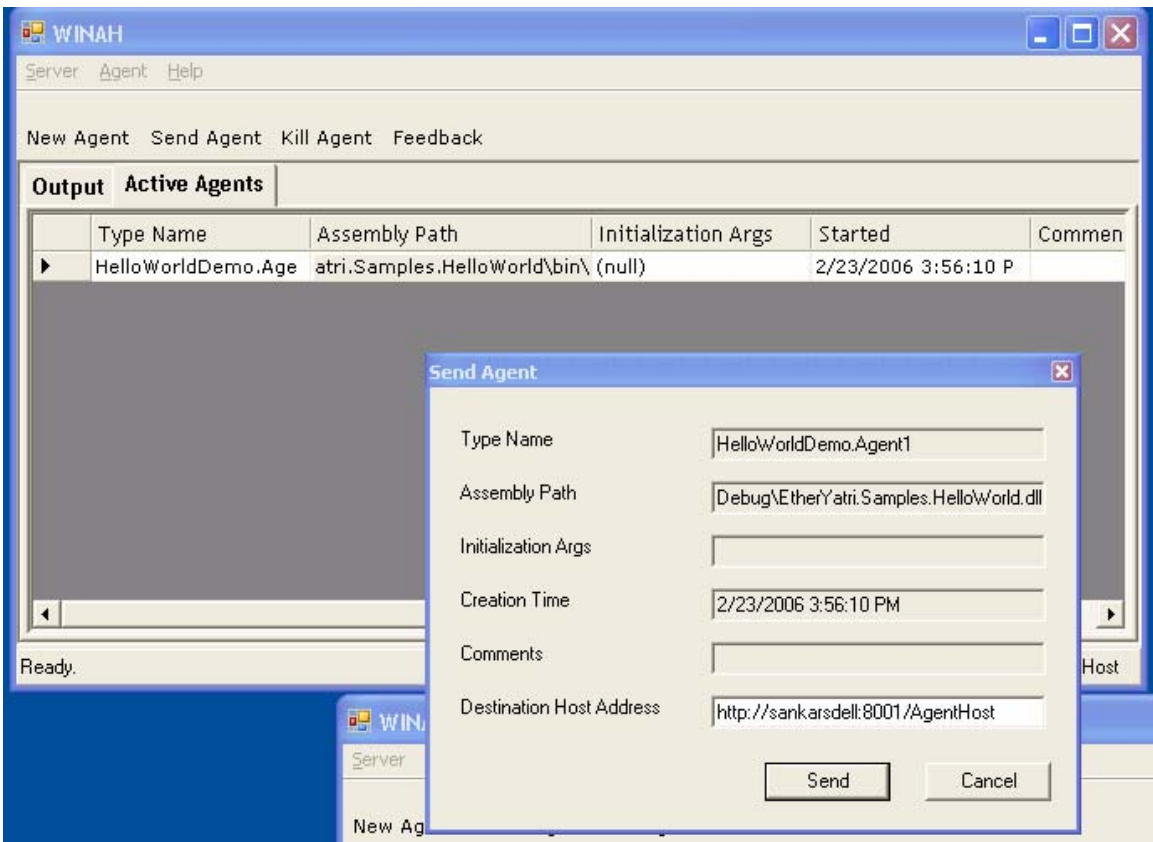 WINAH
Server Agent Help
New Agent Send Agent Kill Agent Feedback
Output Active Agents
Type Name Assembly Path Initialization Args Started Commen
HelloWorldDemo.Age atri.Samples.HelloWorld\bin\ (null) 2/23/2006 3:56:10 P
Send Agent
Type Name HelloWorldDemo.Agent1
Assembly Path Debug\EtherYatri.Samples.HelloWorld.dll
Initialization Args
Creation Time 2/23/2006 3:56:10 PM
Comments
Destination Host Address http://sankarsdell:8001/AgentHost
Send Cancel
Ready. Host
WIN
Server
New Ag